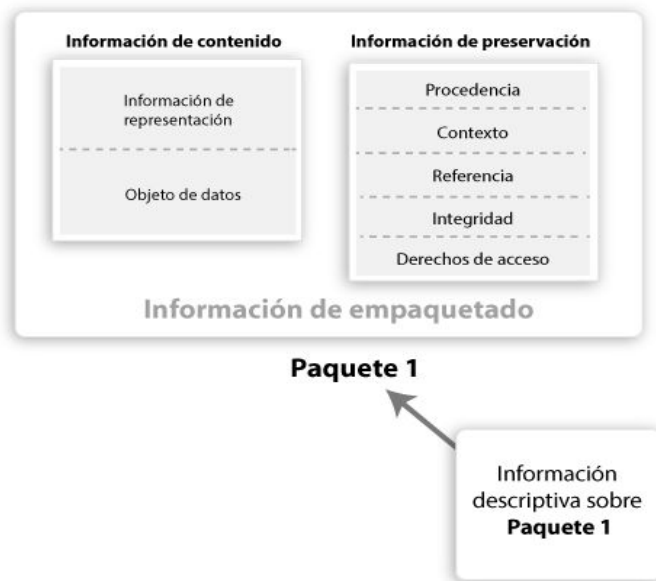 Información de contenido
Información de
representación
Objeto de datos
Información de preservación
Procedencia
Contexto
Referencia
Integridad
Derechos de acceso
Información de empaquetado
Paquete 1
Información
descriptiva sobre
Paquete 1